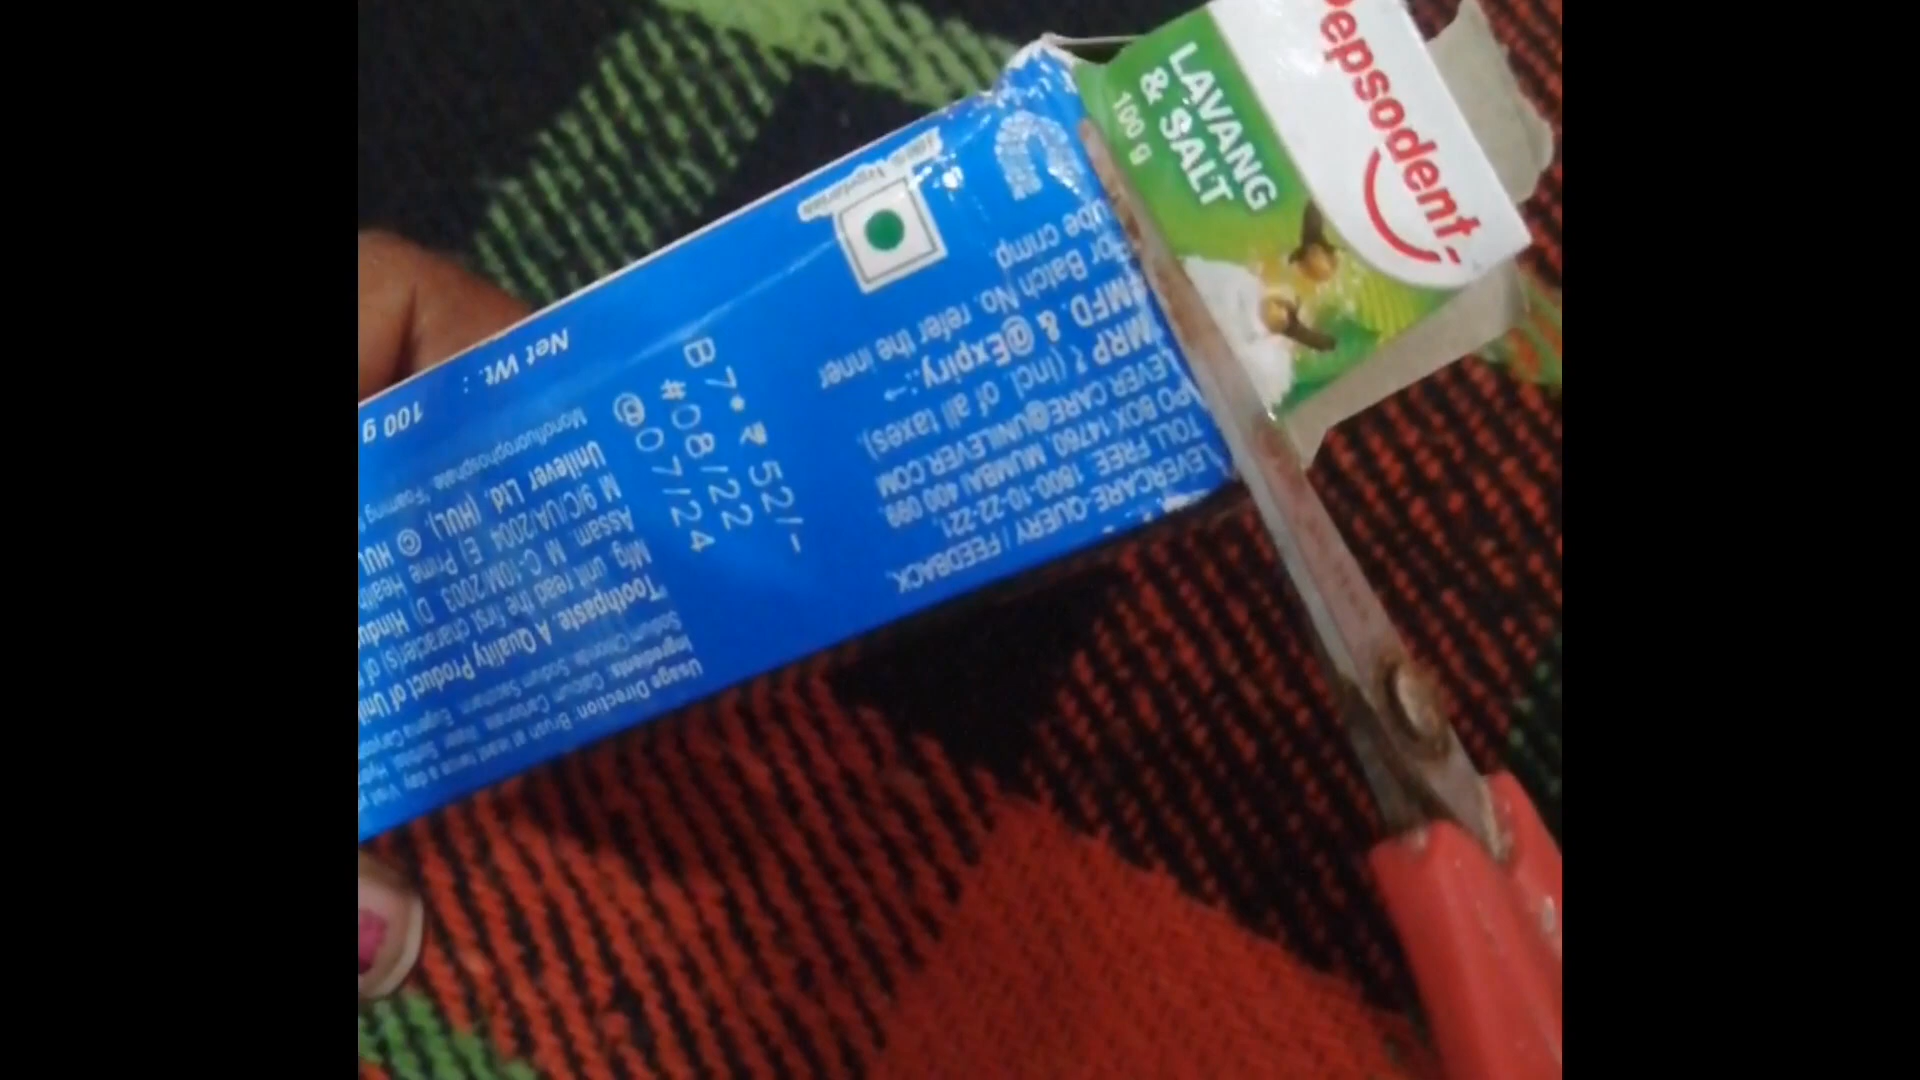 Pepsodent
LAVANG
& SALT
100 g
LEVERCARE-QUERY / FEEDBACK,
TOLL FREE: 1800-10-22-221,
PO BOX 14760, MUMBAI 400 099
LEVER.CARE@UNILEVER.COM
MRP ₹ (incl. of all taxes),
#MFD. & @Expiry.:→
For Batch No. refer the inner
tube crimp.
B7• ₹ 52/-
#08/22
@07/24
Usage Direction: Brush at least twice a day
Ingredients: Calcium Carbonate, Water, Sorbitol,
Toothpaste. A Quality Product of
Mfg. unit read the first character(s) of
Assam. M C-10M/2003 D) Hindu
M 9/C/UA/2004 E) Prime Health
Unilever Ltd. (HUL), © HUL
Monofluorophosphate
Net Wt. : 100 g